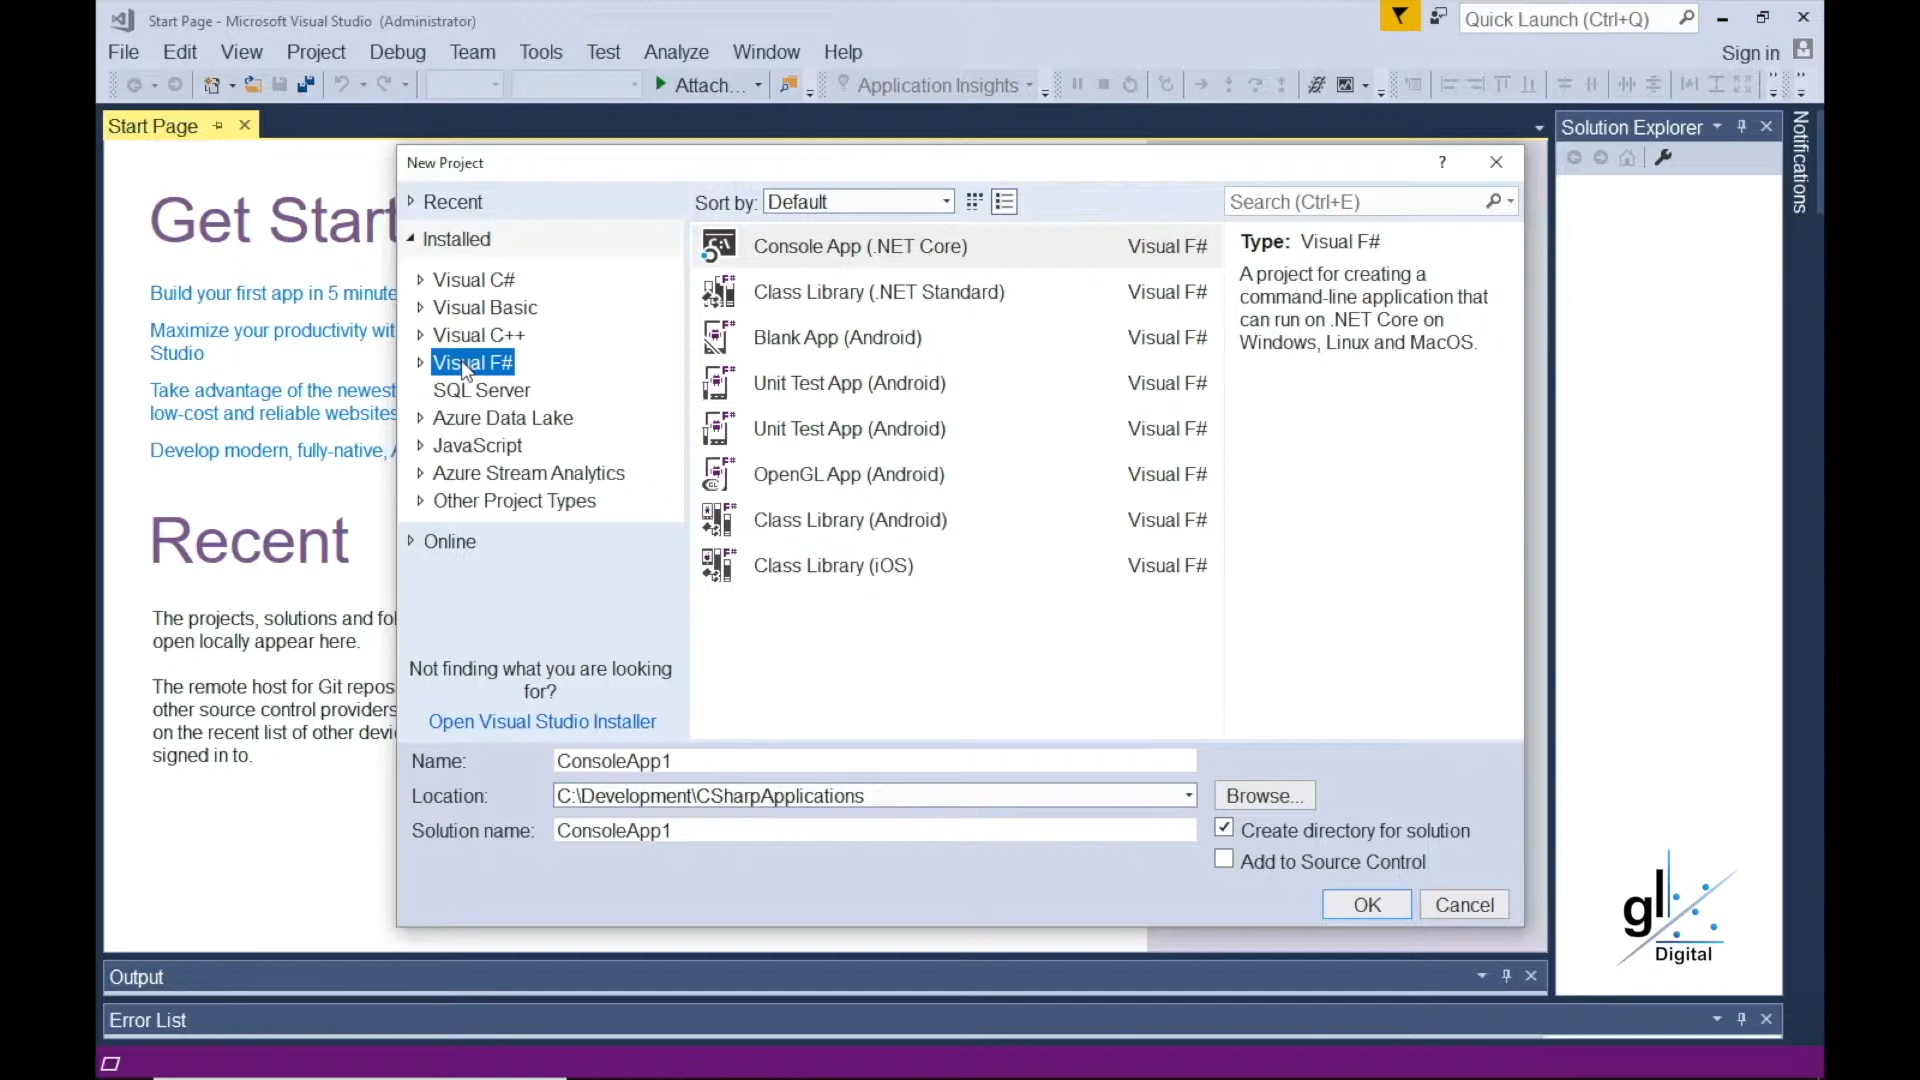 Start Page - Microsoft Visual Studio (Administrator)
Quick Launch (Ctrl+Q)
File Edit View Project Debug Team Tools Test Analyze Window Help
Sign in
Attach...
Application Insights
Start Page
Solution Explorer
Notifications
Get Start
Build your first app in 5 minute
Maximize your productivity wit
Studio
Take advantage of the newest
low-cost and reliable websites
Develop modern, fully-native, A
Recent
The projects, solutions and fol
open locally appear here.
The remote host for Git repos
other source control providers
on the recent list of other devi
signed in to.
New Project
?
Recent
Installed
Visual C#
Visual Basic
Visual C++
Visual F#
SQL Server
Azure Data Lake
JavaScript
Azure Stream Analytics
Other Project Types
Online
Not finding what you are looking
for?
Open Visual Studio Installer
Sort by: Default
Search (Ctrl+E)
Console App (.NET Core) Visual F#
Class Library (.NET Standard) Visual F#
Blank App (Android) Visual F#
Unit Test App (Android) Visual F#
Unit Test App (Android) Visual F#
OpenGL App (Android) Visual F#
Class Library (Android) Visual F#
Class Library (iOS) Visual F#
Type: Visual F#
A project for creating a
command-line application that
can run on .NET Core on
Windows, Linux and MacOS.
Name: ConsoleApp1
Location: C:\Development\CSharpApplications
Browse...
Solution name: ConsoleApp1
Create directory for solution
Add to Source Control
OK
Cancel
gl
Digital
Output
Error List